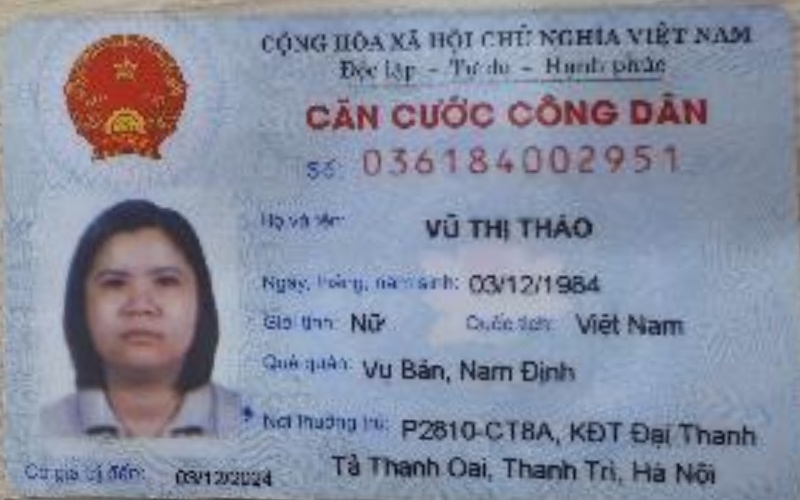 CỘNG HÒA XÃ HỘI CHỦ NGHĨA VIỆT NAM
Độc lập - Tự do - Hạnh phúc
CĂN CƯỚC CÔNG DÂN
Số: 036184002951
Họ và tên: VŨ THỊ THẢO
Ngày, tháng, năm sinh: 03/12/1984
Giới tính: Nữ Quốc tịch: Việt Nam
Quê quán: Vụ Bản, Nam Định
Nơi thường trú: P2810-CT8A, KĐT Đại Thanh
Tả Thanh Oai, Thanh Trì, Hà Nội
Có giá trị đến: 03/12/2024